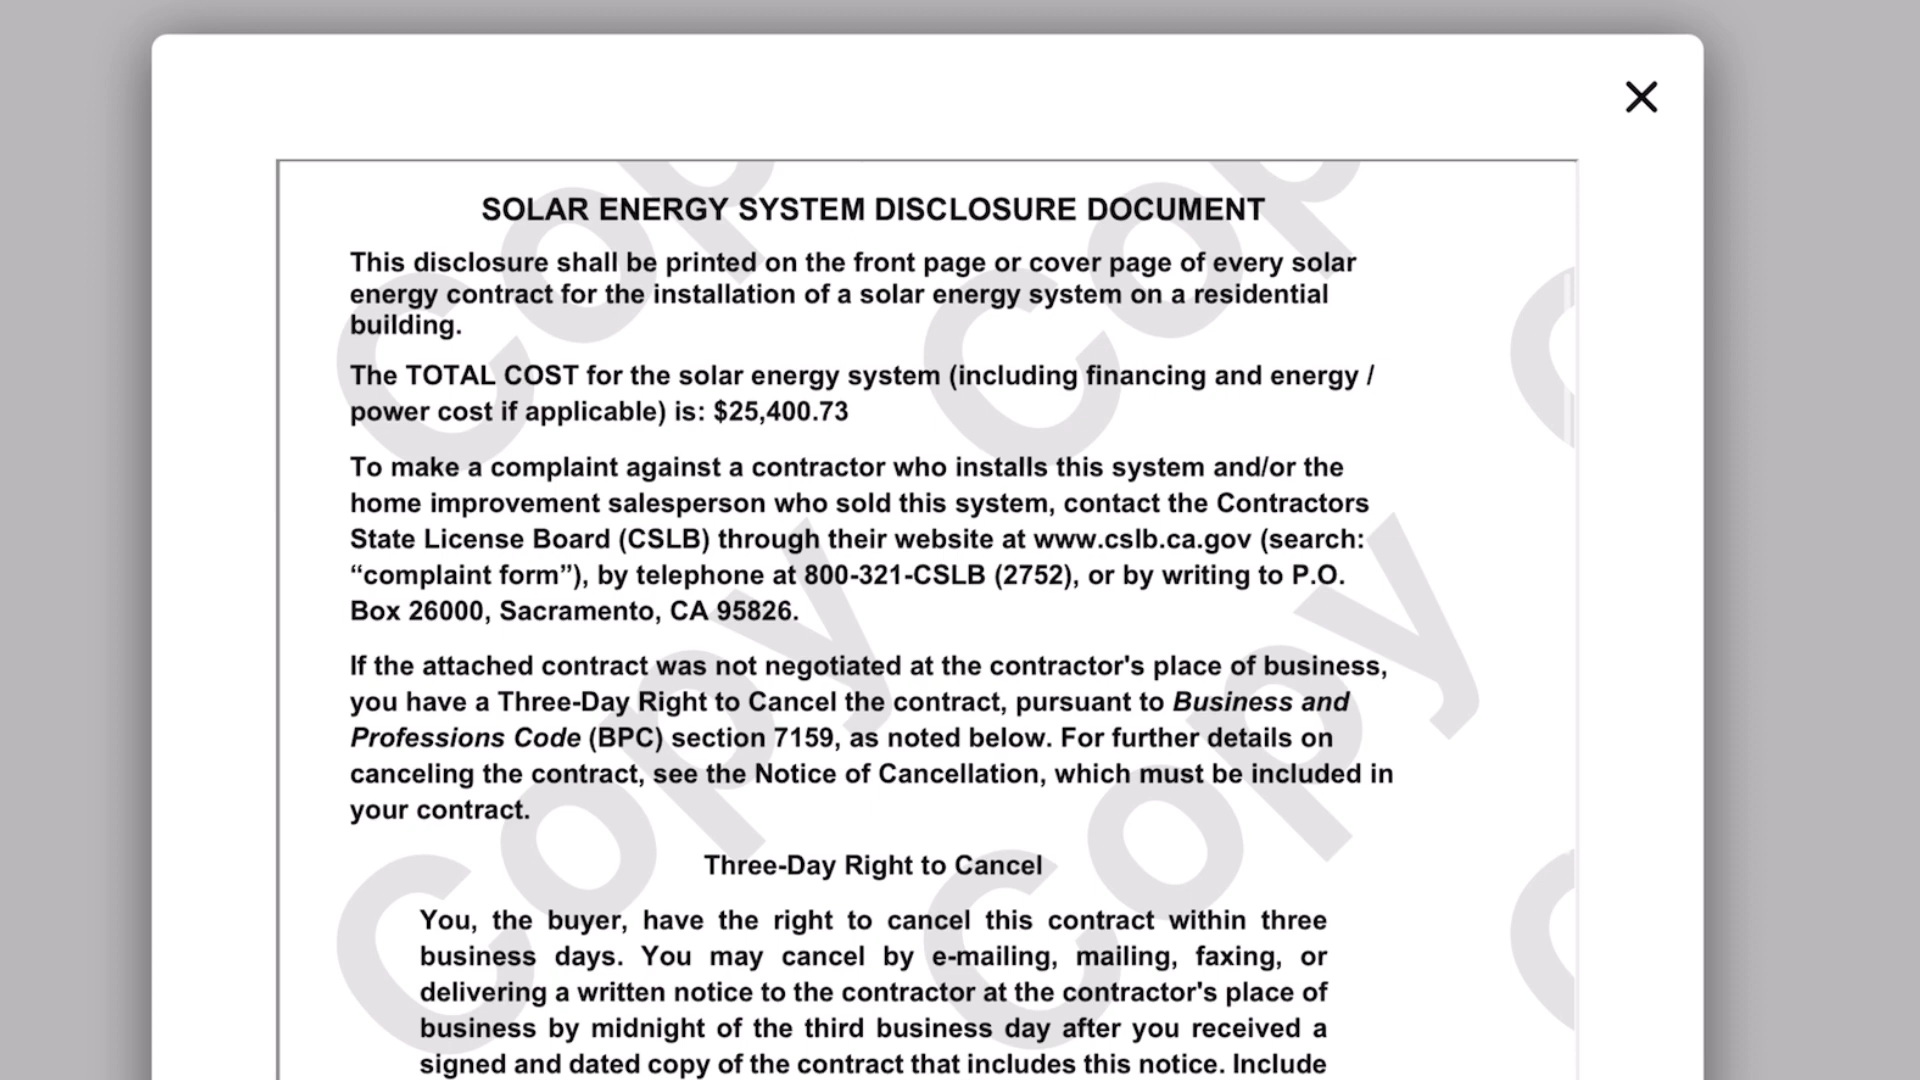 SOLAR ENERGY SYSTEM DISCLOSURE DOCUMENT
This disclosure shall be printed on the front page or cover page of every solar
energy contract for the installation of a solar energy system on a residential
building.
The TOTAL COST for the solar energy system (including financing and energy /
power cost if applicable) is: $25,400.73
To make a complaint against a contractor who installs this system and/or the
home improvement salesperson who sold this system, contact the Contractors
State License Board (CSLB) through their website at www.cslb.ca.gov (search:
“complaint form”), by telephone at 800-321-CSLB (2752), or by writing to P.O.
Box 26000, Sacramento, CA 95826.
If the attached contract was not negotiated at the contractor's place of business,
you have a Three-Day Right to Cancel the contract, pursuant to Business and
Professions Code (BPC) section 7159, as noted below. For further details on
canceling the contract, see the Notice of Cancellation, which must be included in
your contract.
Three-Day Right to Cancel
You, the buyer, have the right to cancel this contract within three
business days. You may cancel by e-mailing, mailing, faxing, or
delivering a written notice to the contractor at the contractor's place of
business by midnight of the third business day after you received a
signed and dated copy of the contract that includes this notice. Include
Copy
Copy
Copy
Copy